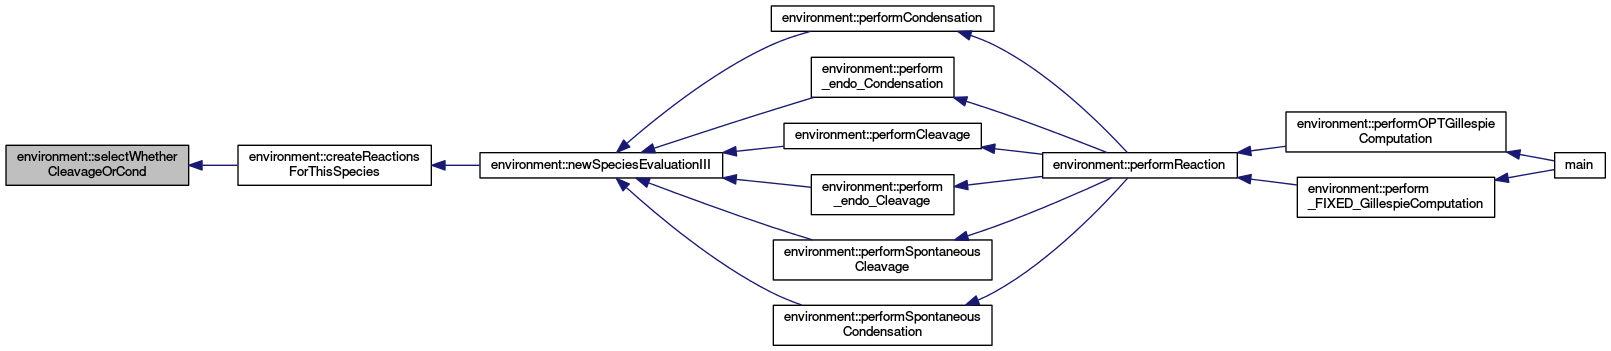 environment::selectWhether
CleavageOrCond
environment::createReactions
ForThisSpecies
environment::newSpeciesEvaluationIII
environment::performCondensation
environment::perform
_endo_Condensation
environment::performCleavage
environment::perform
_endo_Cleavage
environment::performSpontaneous
Cleavage
environment::performSpontaneous
Condensation
environment::performReaction
environment::performOPTGillespie
Computation
environment::perform
_FIXED_GillespieComputation
main